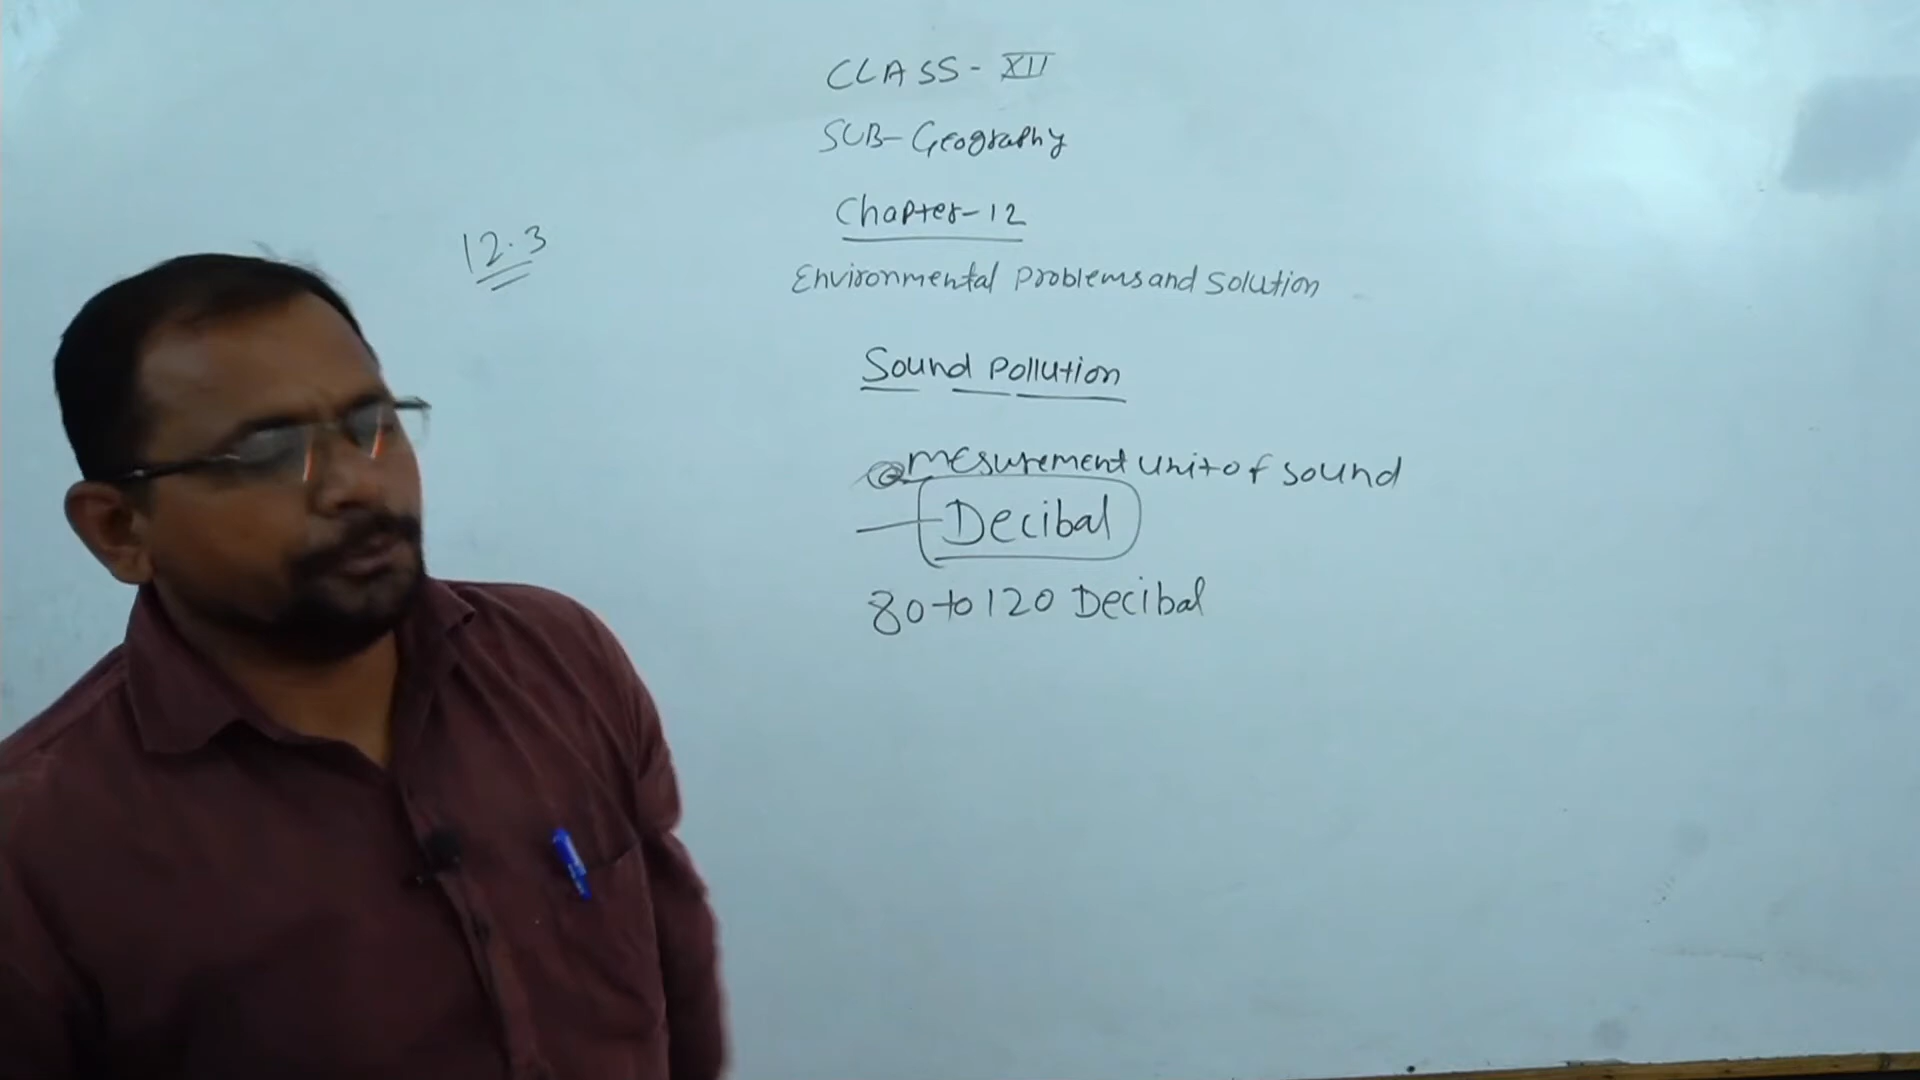 CLASS - XII
SUB- Geography
Chapter-12
12.3
Environmental Problems and Solution
Sound Pollution
mesurement unit of sound
Decibal
80 to 120 Decibal